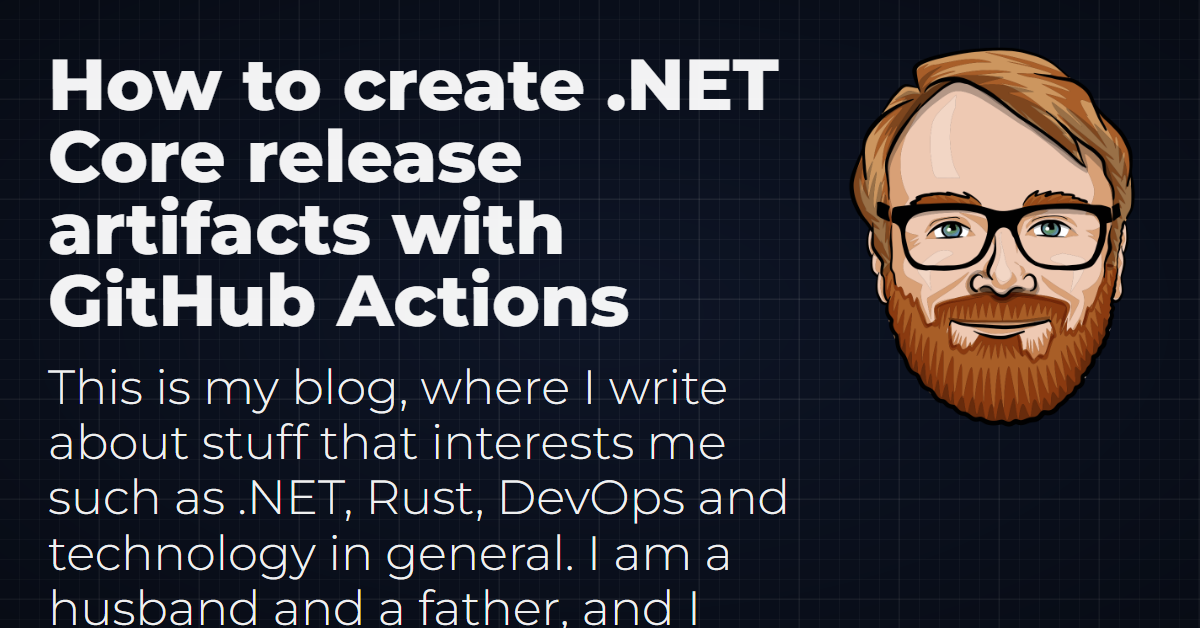 How to create .NET
Core release
artifacts with
GitHub Actions
This is my blog, where I write
about stuff that interests me
such as .NET, Rust, DevOps and
technology in general. I am a
husband and a father, and I